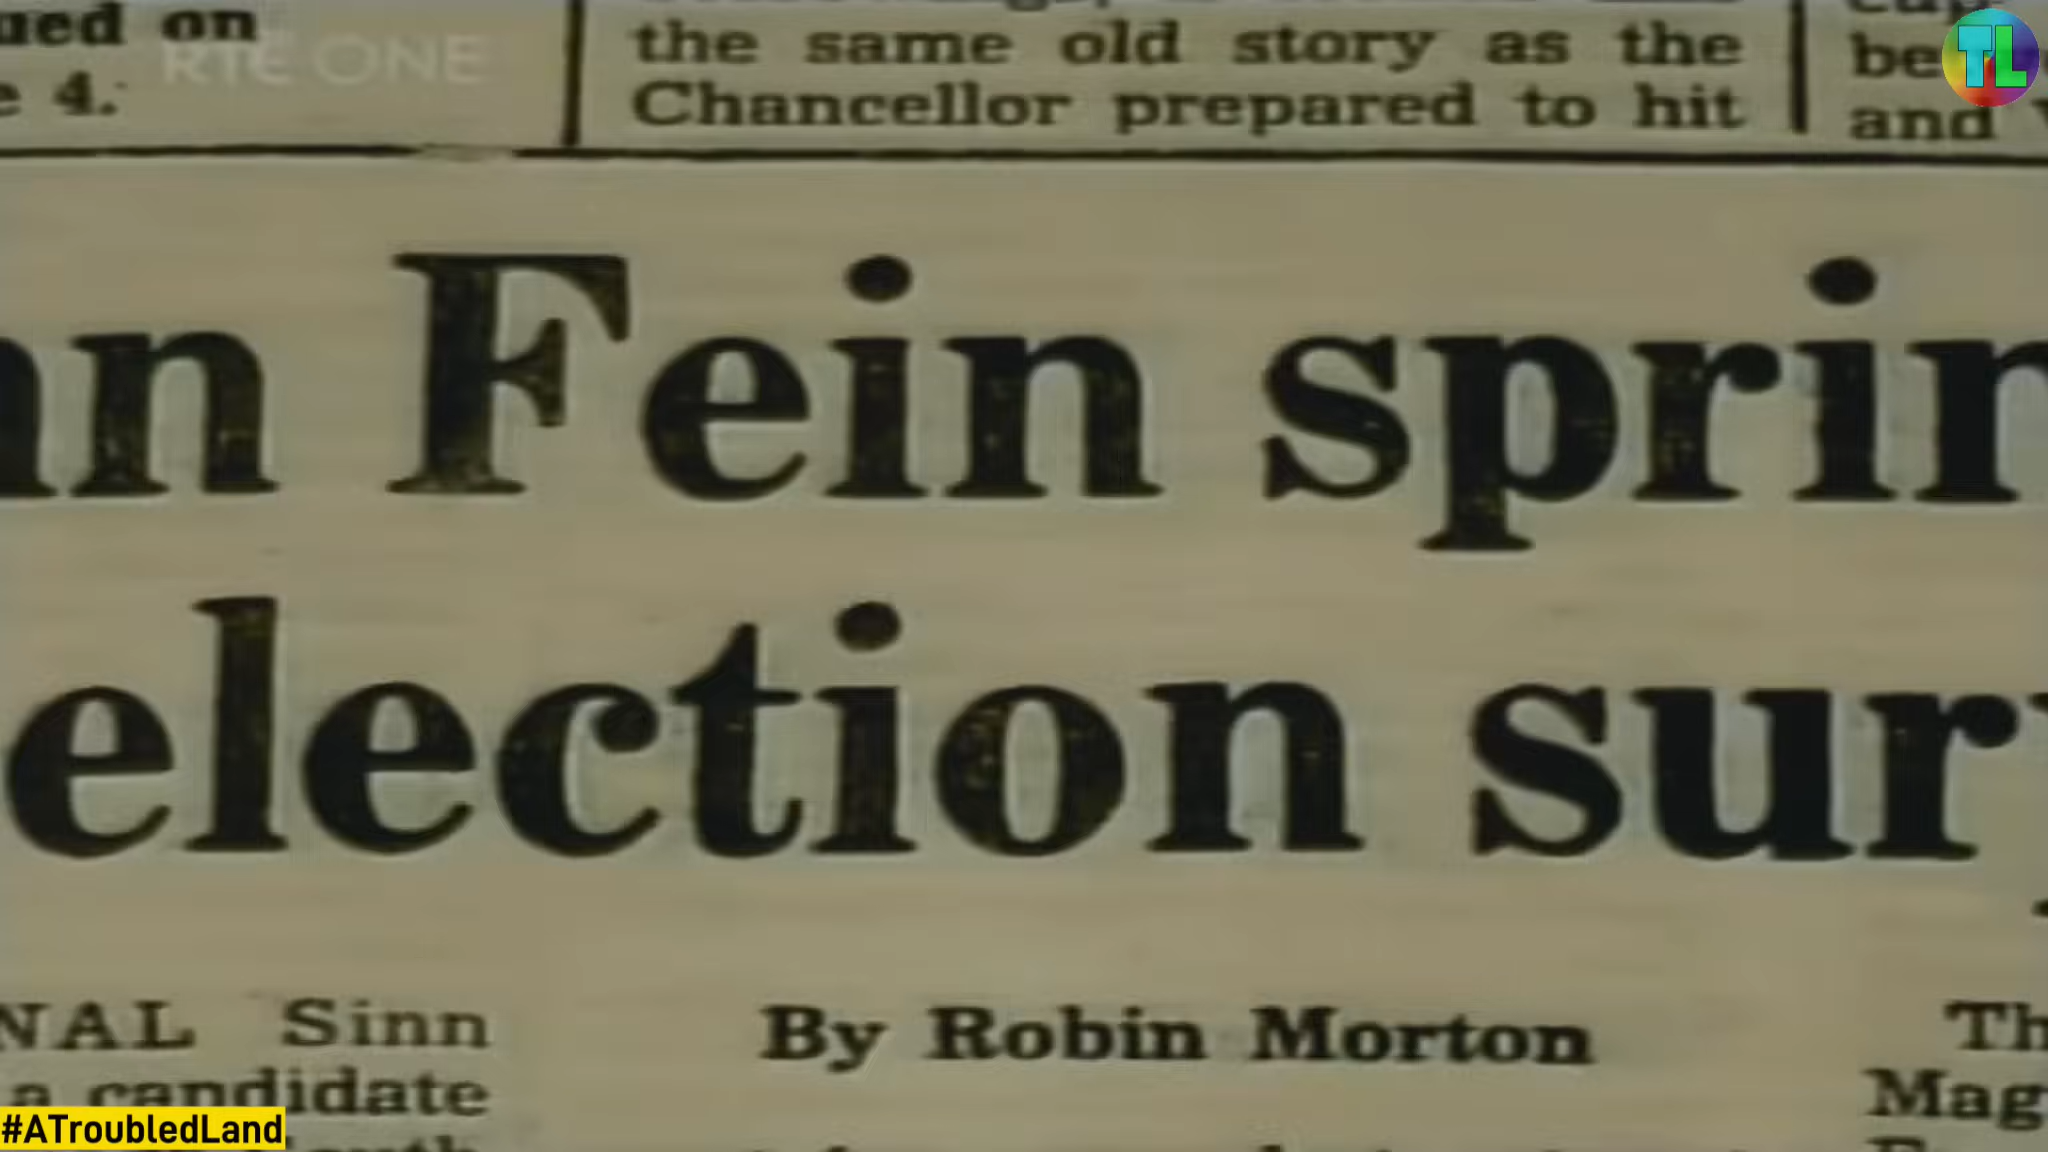 ued on
e 4.
RTÉ ONE
the same old story as the
Chancellor prepared to hit
and
TL
nn Fein sprin
election sur
NAL Sinn
a candidate
By Robin Morton
Th
Mag
#ATroubledLand